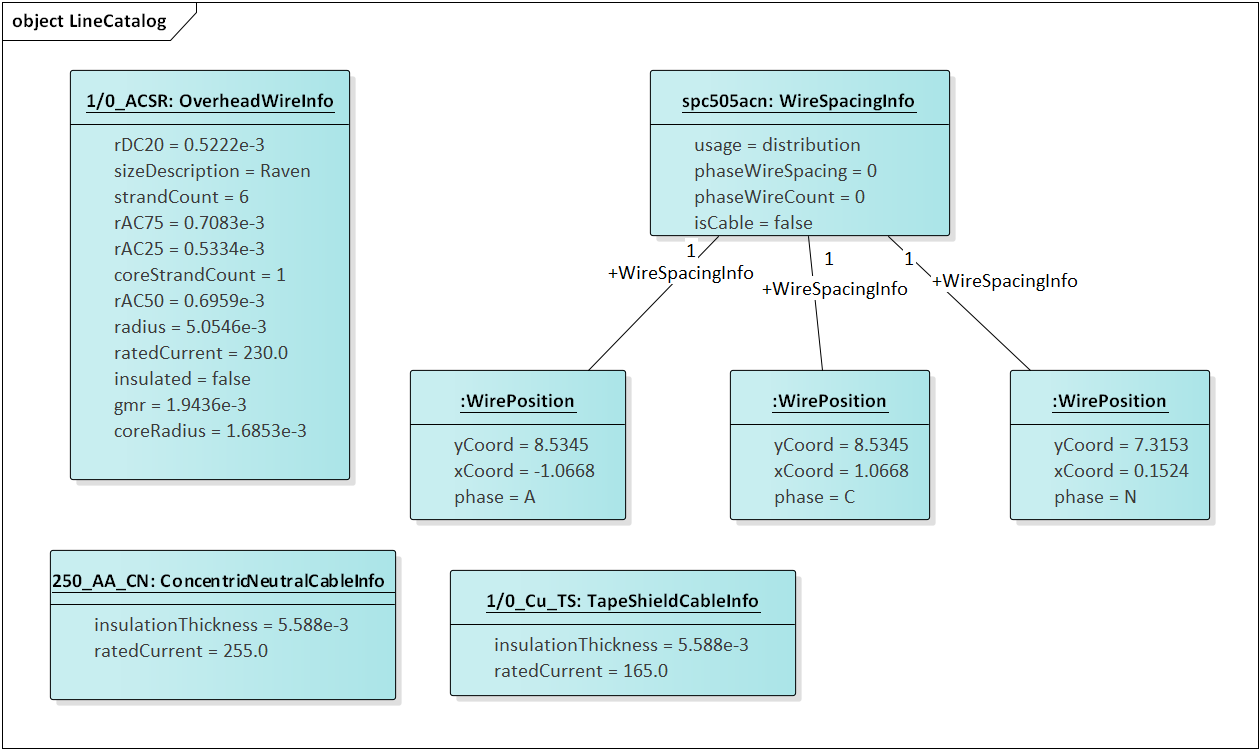 object LineCatalog
1/0_ACSR: OverheadWireInfo
rDC20 = 0.5222e-3
sizeDescription = Raven
strandCount = 6
rAC75 = 0.7083e-3
rAC25 = 0.5334e-3
coreStrandCount = 1
rAC50 = 0.6959e-3
radius = 5.0546e-3
ratedCurrent = 230.0
insulated = false
gmr = 1.9436e-3
coreRadius = 1.6853e-3
spc505acn: WireSpacingInfo
usage = distribution
phaseWireSpacing = 0
phaseWireCount = 0
isCable = false
1
+WireSpacingInfo
1
+WireSpacingInfo
1
+WireSpacingInfo
:WirePosition
yCoord = 8.5345
xCoord = -1.0668
phase = A
:WirePosition
yCoord = 8.5345
xCoord = 1.0668
phase = C
:WirePosition
yCoord = 7.3153
xCoord = 0.1524
phase = N
250_AA_CN: ConcentricNeutralCableInfo
insulationThickness = 5.588e-3
ratedCurrent = 255.0
1/0_Cu_TS: TapeShieldCableInfo
insulationThickness = 5.588e-3
ratedCurrent = 165.0